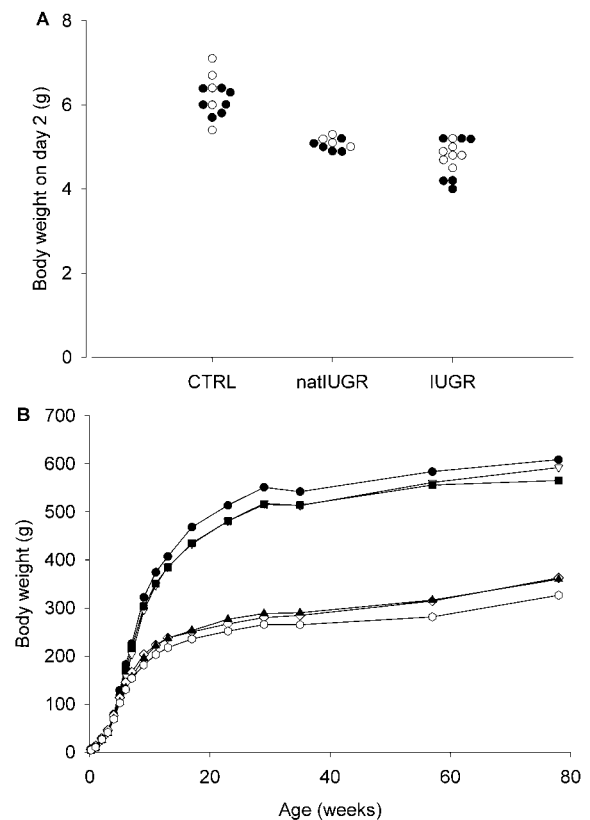 A
Body weight on day 2 (g)
8
6
4
2
0
CTRL natIUGR IUGR
B
Body weight (g)
700
600
500
400
300
200
100
0
0 20 40 60 80
Age (weeks)